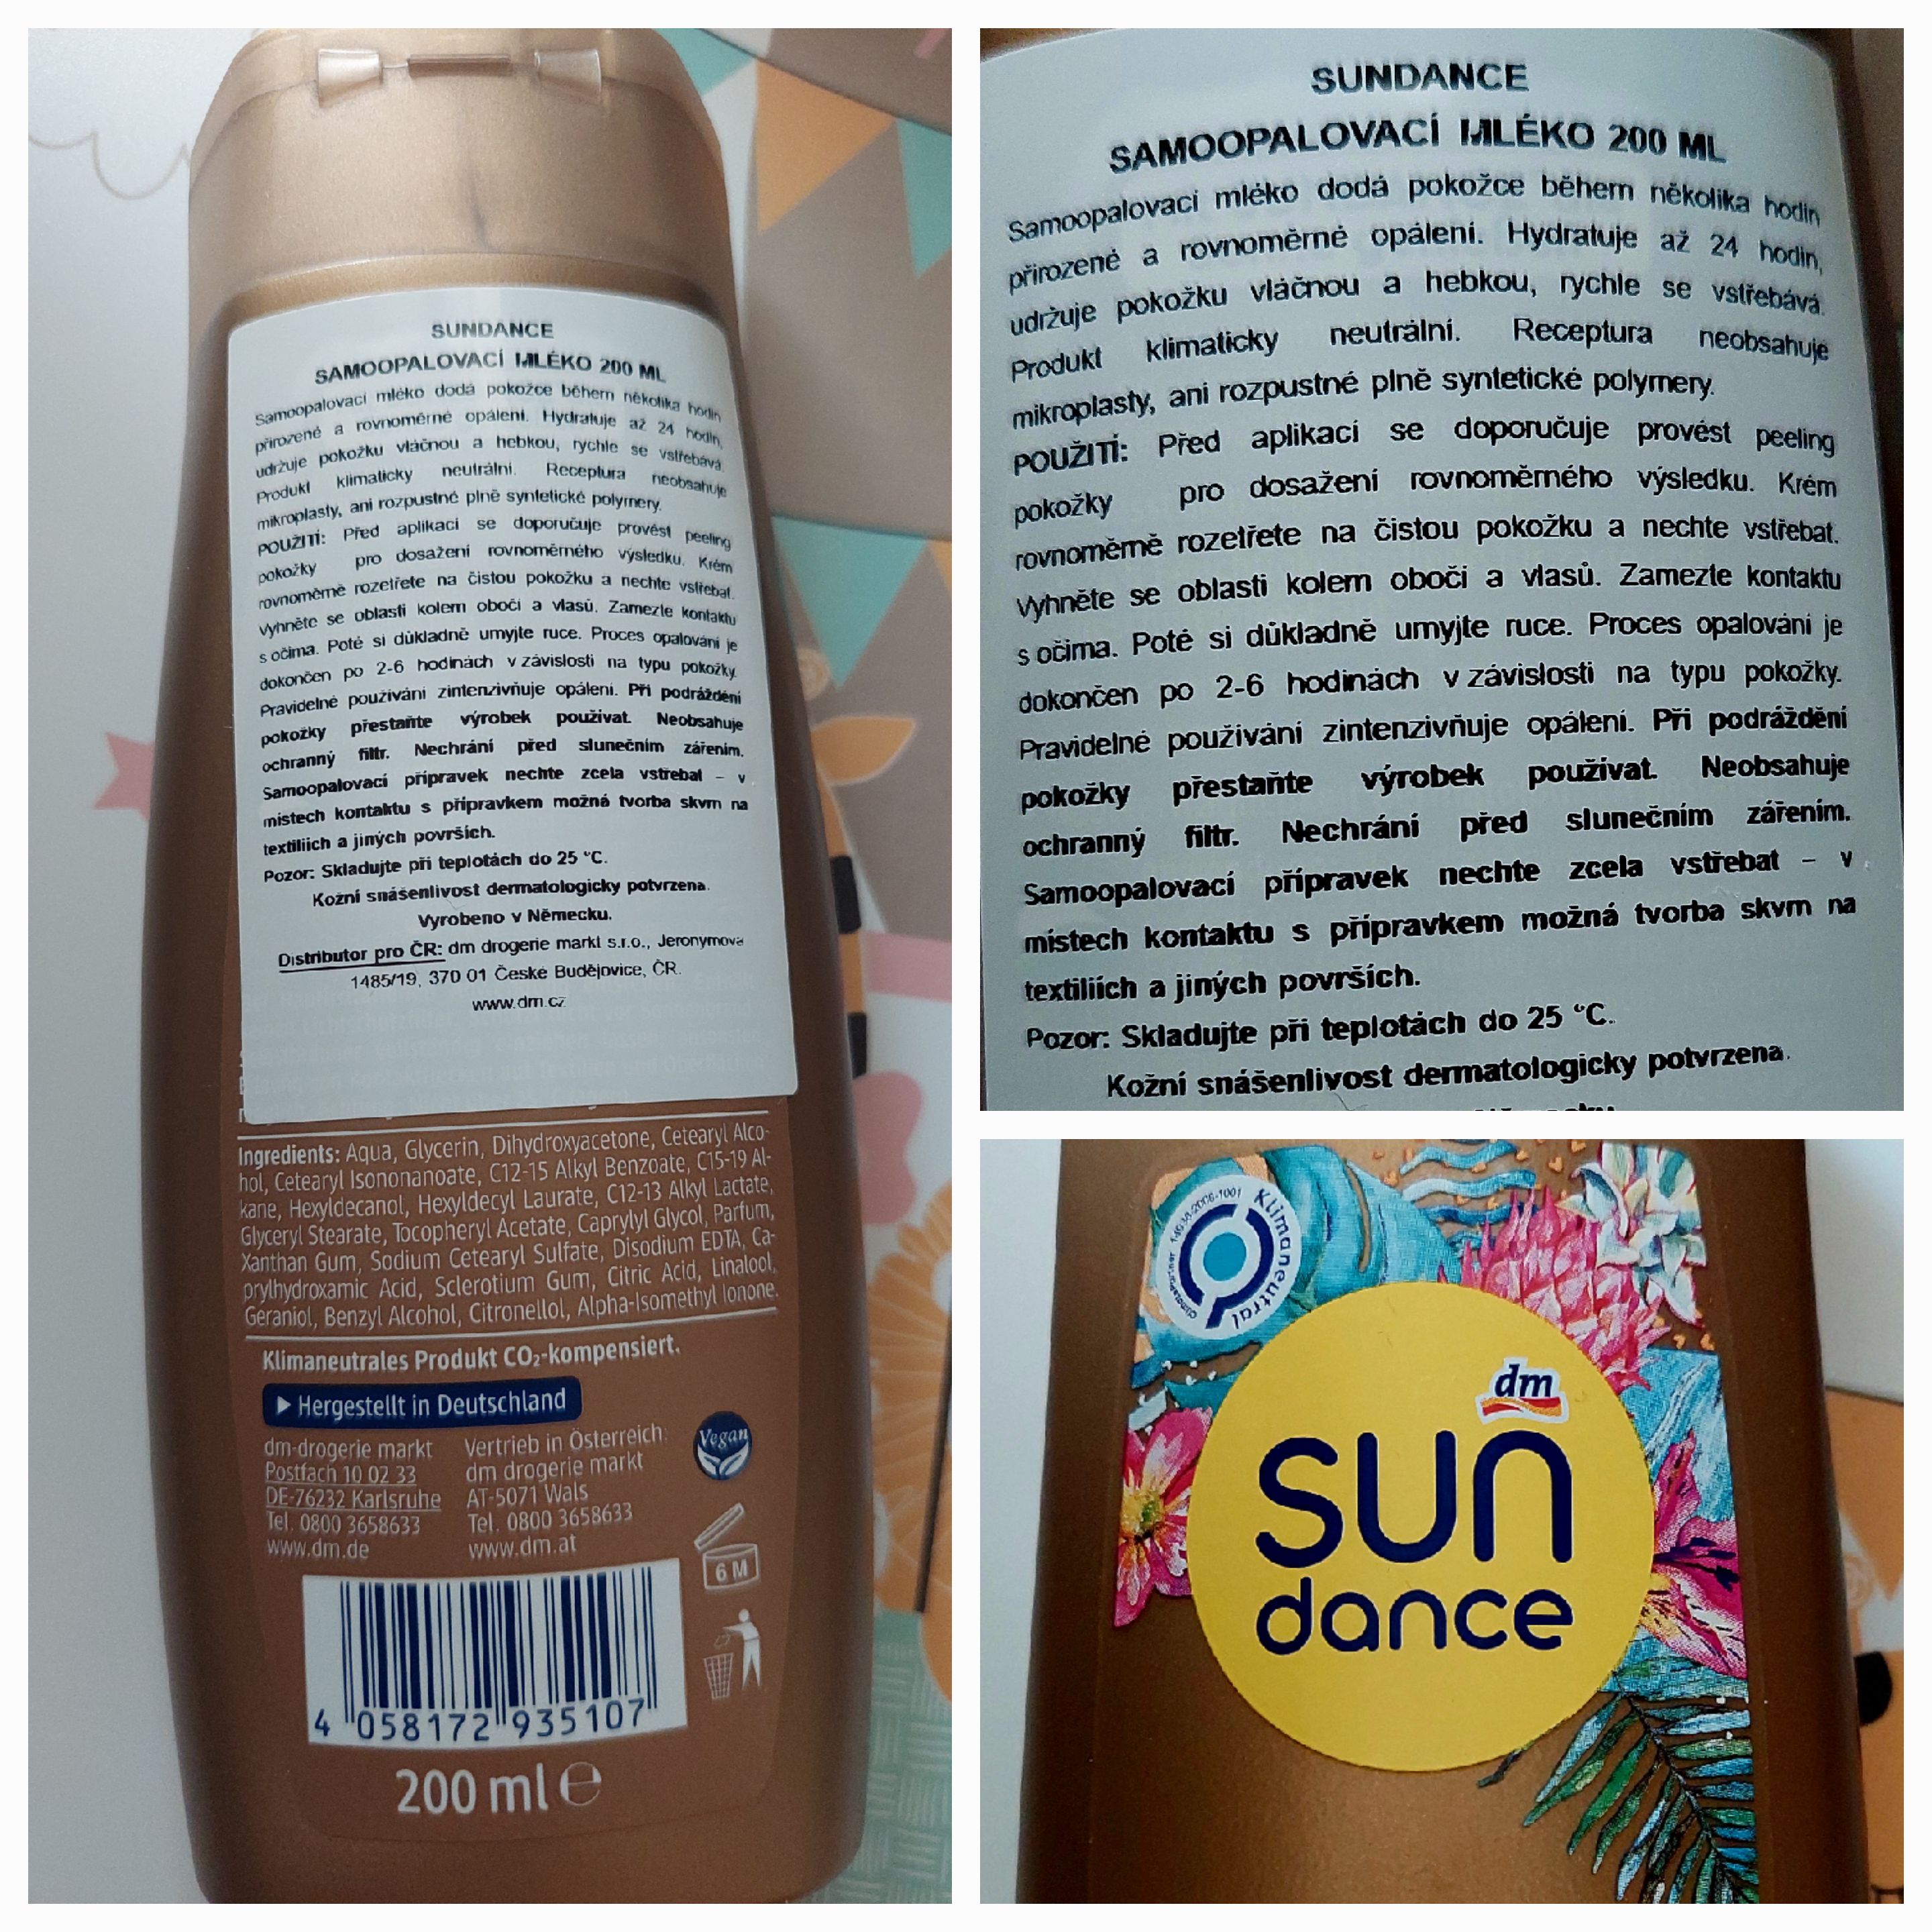 SUNDANCE
SAMOOPALOVACÍ MLÉKO 200 ML
Samoopalovací mléko dodá pokožce během několika hodin
přirozené a rovnoměrné opálení. Hydratuje až 24 hodin,
udržuje pokožku vláčnou a hebkou, rychle se vstřebává.
Produkt klimaticky neutrální. Receptura neobsahuje
mikroplasty, ani rozpustné plně syntetické polymery.
POUŽITÍ: Před aplikací se doporučuje provést peeling
pokožky pro dosažení rovnoměrného výsledku. Krém
rovnoměrně rozetřete na čistou pokožku a nechte vstřebat.
Vyhněte se oblasti kolem obočí a vlasů. Zamezte kontaktu
s očima. Poté si důkladně umyjte ruce. Proces opalování je
dokončen po 2-6 hodinách v závislosti na typu pokožky.
Pravidelné používání zintenzivňuje opálení. Při podráždění
pokožky přestaňte výrobek používat. Neobsahuje
ochranný filtr. Nechrání před slunečním zářením.
Samoopalovací přípravek nechte zcela vstřebat – v
místech kontaktu s přípravkem možná tvorba skvrn na
textiliích a jiných površích.
Pozor: Skladujte při teplotách do 25 °C.
Kožní snášenlivost dermatologicky potvrzena.
Vyrobeno v Německu.
Distributor pro ČR: dm drogerie markt s.r.o., Jeronymova
1485/19, 370 01 České Budějovice, ČR.
www.dm.cz
Ingredients: Aqua, Glycerin, Dihydroxyacetone, Cetearyl Alco-
hol, Cetearyl Isononanoate, C12-15 Alkyl Benzoate, C15-19 Al-
kane, Hexyldecanol, Hexyldecyl Laurate, C12-13 Alkyl Lactate,
Glyceryl Stearate, Tocopheryl Acetate, Caprylyl Glycol, Parfum,
Xanthan Gum, Sodium Cetearyl Sulfate, Disodium EDTA, Ca-
prylhydroxamic Acid, Sclerotium Gum, Citric Acid, Linalool,
Geraniol, Benzyl Alcohol, Citronellol, Alpha-Isomethyl Ionone.
Klimaneutrales Produkt CO₂-kompensiert.
Hergestellt in Deutschland
dm-drogerie markt
Postfach 10 02 33
DE-76232 Karlsruhe
Tel. 0800 3658633
www.dm.de
Vertrieb in Österreich:
dm drogerie markt
AT-5071 Wals
Tel. 0800 3658633
www.dm.at
Vegan
6 M
4 058172 935107
200 ml ℮
SUNDANCE
SAMOOPALOVACÍ MLÉKO 200 ML
Samoopalovací mléko dodá pokožce během několika hodin
přirozené a rovnoměrné opálení. Hydratuje až 24 hodin,
udržuje pokožku vláčnou a hebkou, rychle se vstřebává.
Produkt klimaticky neutrální. Receptura neobsahuje
mikroplasty, ani rozpustné plně syntetické polymery.
POUŽITÍ: Před aplikací se doporučuje provést peeling
pokožky pro dosažení rovnoměrného výsledku. Krém
rovnoměrně rozetřete na čistou pokožku a nechte vstřebat.
Vyhněte se oblasti kolem obočí a vlasů. Zamezte kontaktu
s očima. Poté si důkladně umyjte ruce. Proces opalování je
dokončen po 2-6 hodinách v závislosti na typu pokožky.
Pravidelné používání zintenzivňuje opálení. Při podráždění
pokožky přestaňte výrobek používat. Neobsahuje
ochranný filtr. Nechrání před slunečním zářením.
Samoopalovací přípravek nechte zcela vstřebat – v
místech kontaktu s přípravkem možná tvorba skvrn na
textiliích a jiných površích.
Pozor: Skladujte při teplotách do 25 °C.
Kožní snášenlivost dermatologicky potvrzena.
Klimaneutral
dm
sun
dance